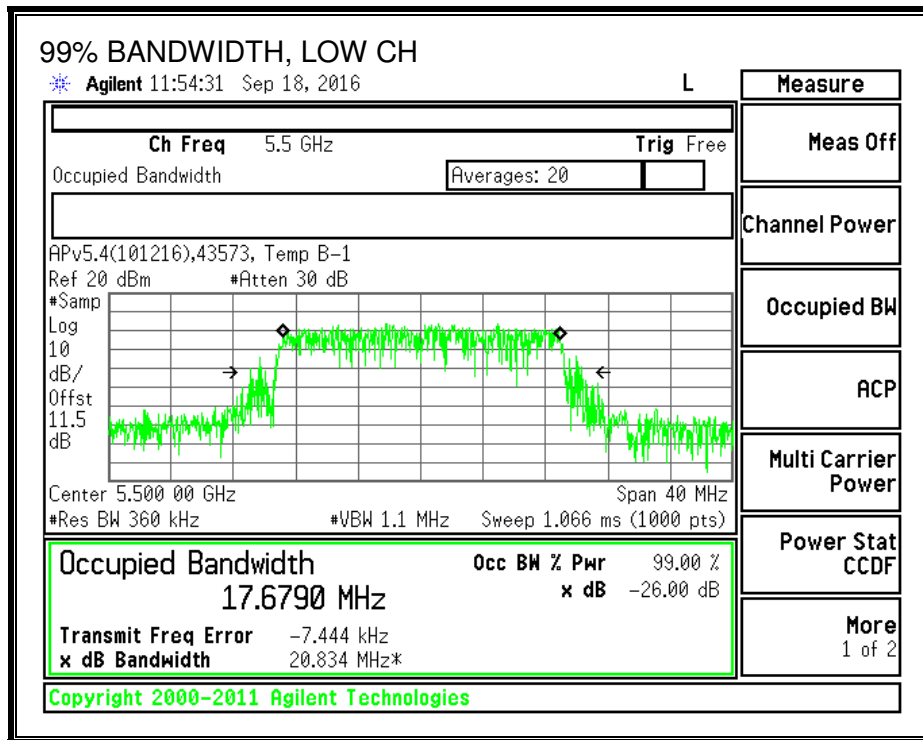 99% BANDWIDTH, LOW CH
Agilent 11:54:31 Sep 18, 2016 L
Measure
Ch Freq 5.5 GHz Trig Free
Meas Off
Occupied Bandwidth Averages: 20
Channel Power
APv5.4(101216),43573, Temp B-1
Ref 20 dBm #Atten 30 dB
#Samp
Log
10
dB/
Offst
11.5
dB
Occupied BW
ACP
Multi Carrier
Power
Center 5.500 00 GHz Span 40 MHz
#Res BW 360 kHz #VBW 1.1 MHz Sweep 1.066 ms (1000 pts)
Power Stat
CCDF
Occupied Bandwidth Occ BW % Pwr 99.00 %
17.6790 MHz x dB -26.00 dB
Transmit Freq Error -7.444 kHz
x dB Bandwidth 20.834 MHz*
More
1 of 2
Copyright 2000-2011 Agilent Technologies